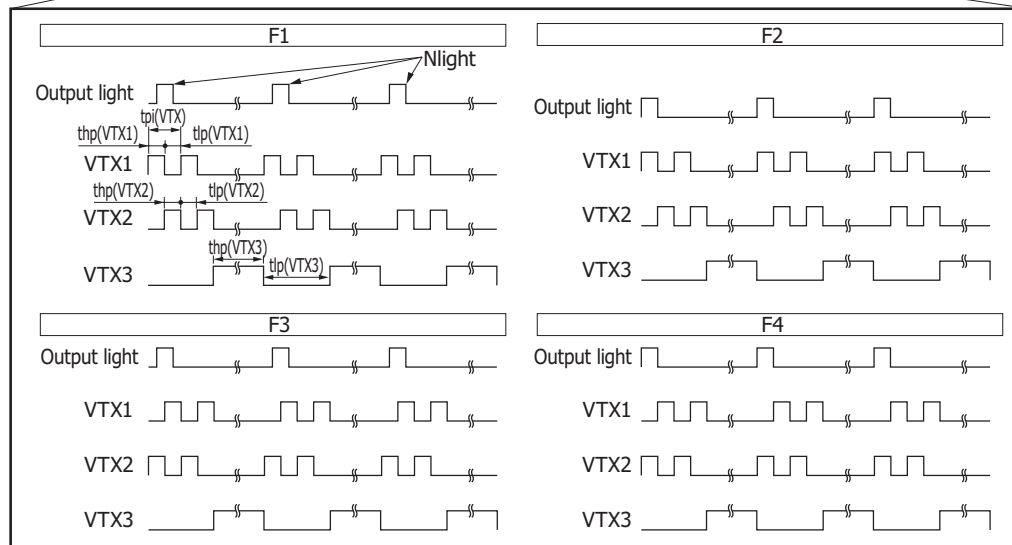 F1
Nlight
Output light
tpi(VTX)
thp(VTX1)
tlp(VTX1)
VTX1
thp(VTX2)
tlp(VTX2)
VTX2
thp(VTX3)
tlp(VTX3)
VTX3
F2
Output light
VTX1
VTX2
VTX3
F3
Output light
VTX1
VTX2
VTX3
F4
Output light
VTX1
VTX2
VTX3